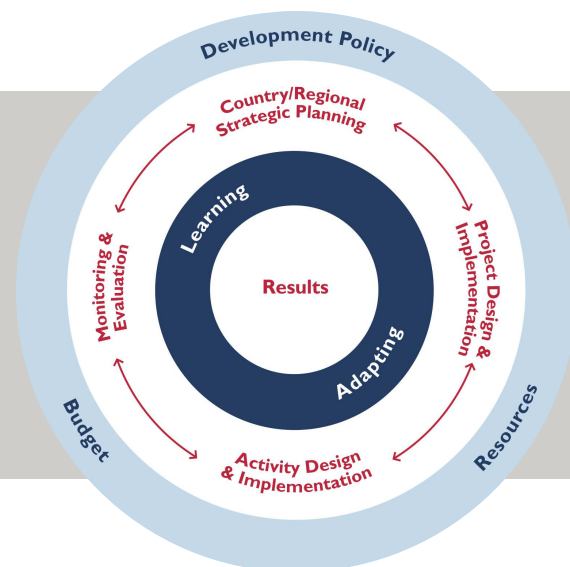 Development Policy
Country/Regional
Strategic Planning
Learning
Monitoring &
Evaluation
Results
Project Design &
Implementation
Adapting
Budget
Resources
Activity Design
& Implementation